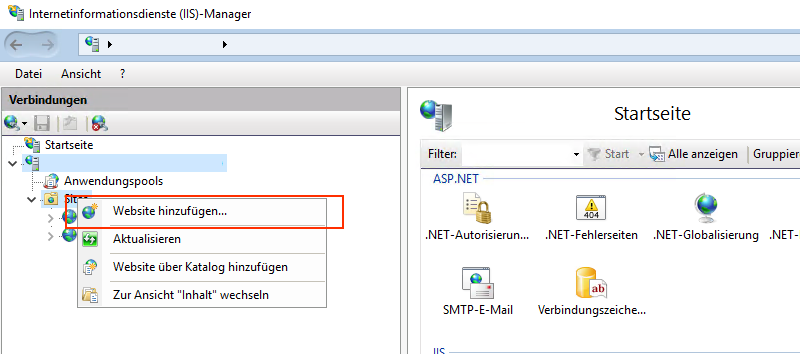 Internetinformationsdienste (IIS)-Manager
Datei Ansicht ?
Verbindungen
Startseite
Anwendungspools
Sites
Website hinzufügen...
Aktualisieren
Website über Katalog hinzufügen
Zur Ansicht "Inhalt" wechseln
Startseite
Filter: Start Alle anzeigen Gruppiere
ASP.NET
.NET-Autorisierun... .NET-Fehlerseiten .NET-Globalisierung .NET-
404
SMTP-E-Mail Verbindungszeiche...
ab
IIS